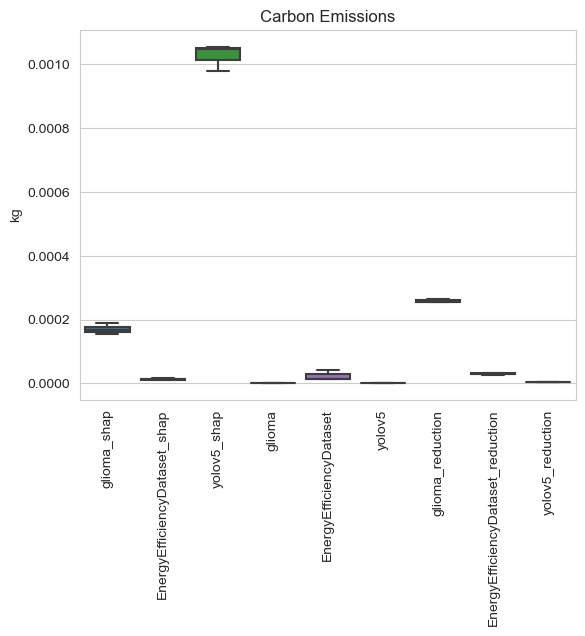 Carbon Emissions
kg
0.0010
0.0008
0.0006
0.0004
0.0002
0.0000
glioma_shap
EnergyEfficiencyDataset_shap
yolov5_shap
glioma
EnergyEfficiencyDataset
yolov5
glioma_reduction
EnergyEfficiencyDataset_reduction
yolov5_reduction